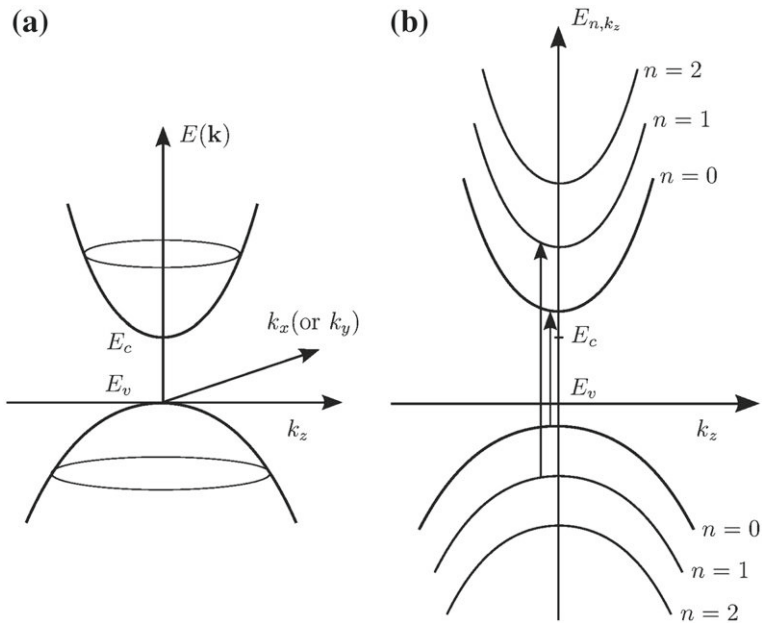 (a)
E(k)
k_x(or k_y)
E_c
E_v
k_z
(b)
E_{n,k_z}
n = 2
n = 1
n = 0
E_c
E_v
k_z
n = 0
n = 1
n = 2